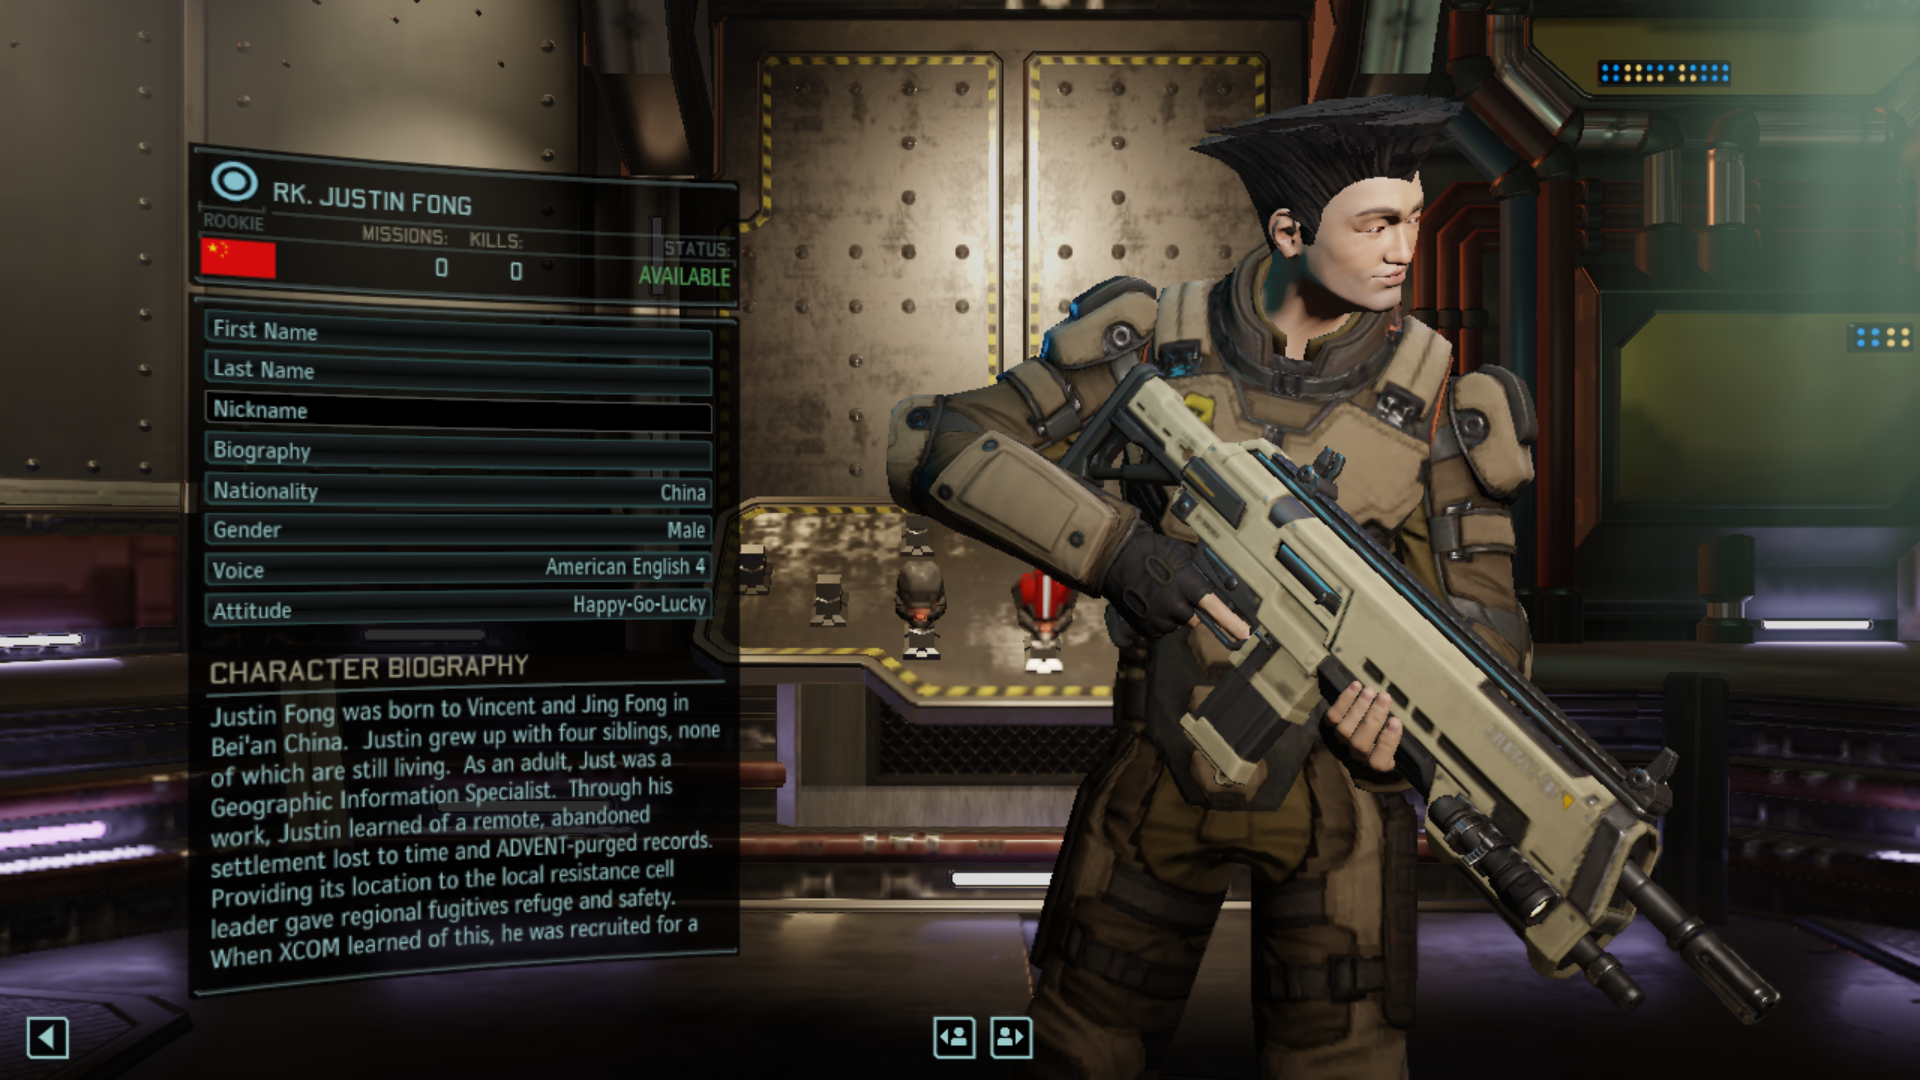 RK. JUSTIN FONG
ROOKIE
MISSIONS: KILLS:
STATUS:
0 0
AVAILABLE
First Name
Last Name
Nickname
Biography
Nationality China
Gender Male
Voice American English 4
Attitude Happy-Go-Lucky
CHARACTER BIOGRAPHY
Justin Fong was born to Vincent and Jing Fong in
Bei'an China. Justin grew up with four siblings, none
of which are still living. As an adult, Just was a
Geographic Information Specialist. Through his
work, Justin learned of a remote, abandoned
settlement lost to time and ADVENT-purged records.
Providing its location to the local resistance cell
leader gave regional fugitives refuge and safety.
When XCOM learned of this, he was recruited for a